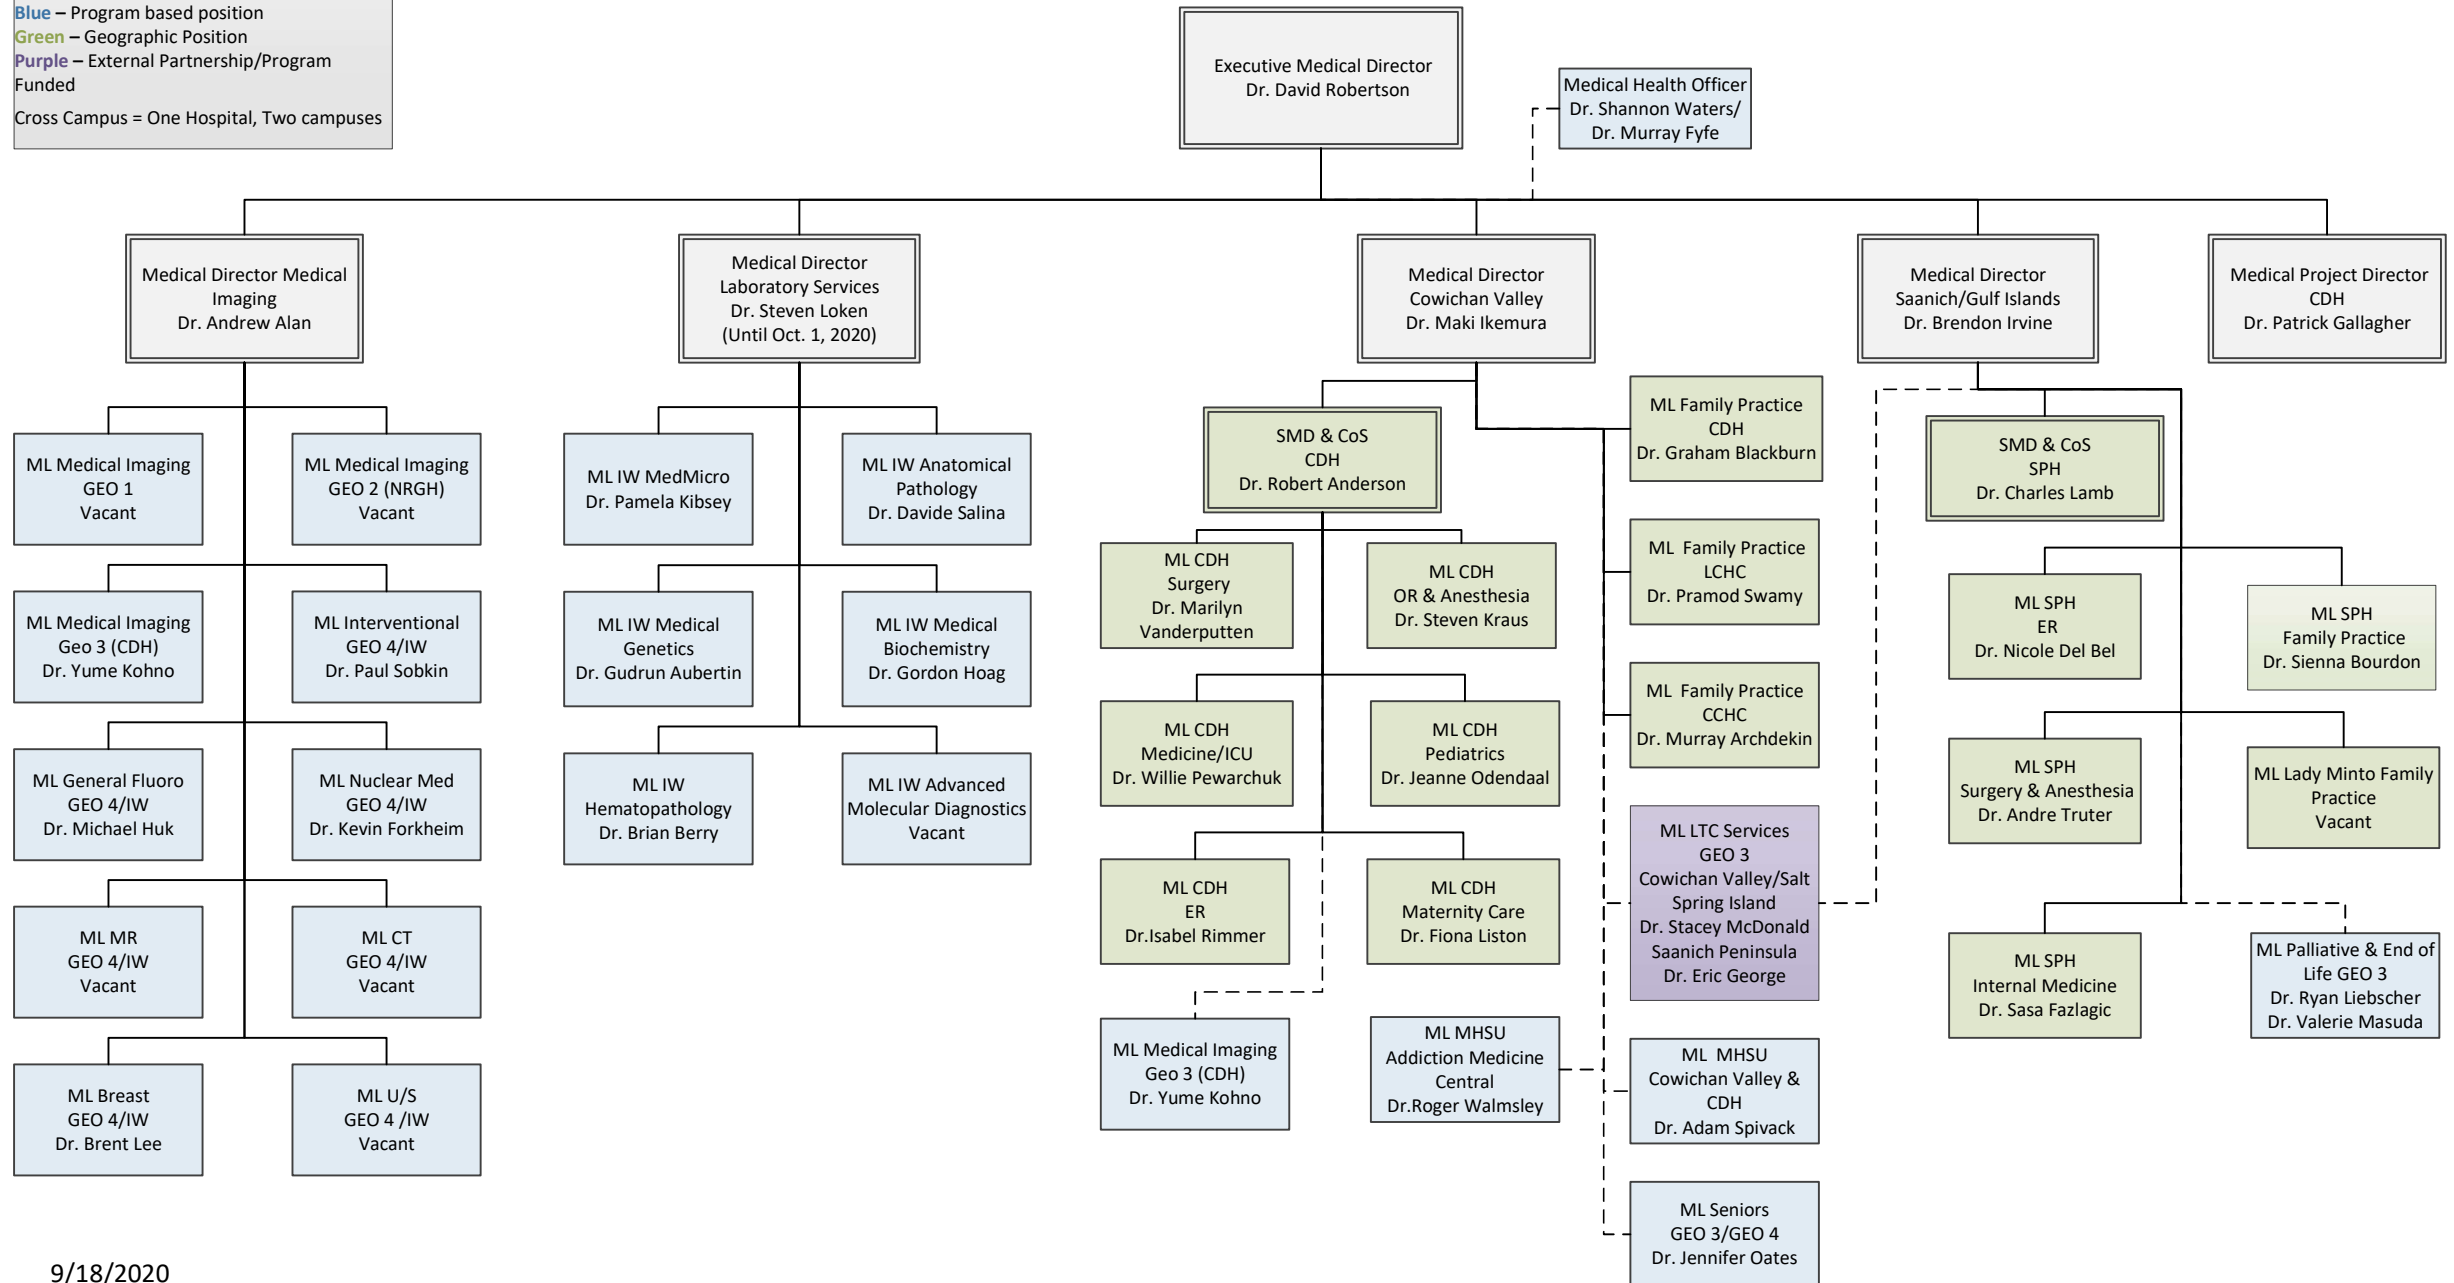 Blue – Program based position
Green – Geographic Position
Purple – External Partnership/Program
Funded
Cross Campus = One Hospital, Two campuses
Executive Medical Director
Dr. David Robertson
Medical Health Officer
Dr. Shannon Waters/
Dr. Murray Fyfe
Medical Director Medical
Imaging
Dr. Andrew Alan
Medical Director
Laboratory Services
Dr. Steven Loken
(Until Oct. 1, 2020)
Medical Director
Cowichan Valley
Dr. Maki Ikemura
Medical Director
Saanich/Gulf Islands
Dr. Brendon Irvine
Medical Project Director
CDH
Dr. Patrick Gallagher
ML Medical Imaging
GEO 1
Vacant
ML Medical Imaging
GEO 2 (NRGH)
Vacant
ML Medical Imaging
Geo 3 (CDH)
Dr. Yume Kohno
ML Interventional
GEO 4/IW
Dr. Paul Sobkin
ML General Fluoro
GEO 4/IW
Dr. Michael Huk
ML Nuclear Med
GEO 4/IW
Dr. Kevin Forkheim
ML MR
GEO 4/IW
Vacant
ML CT
GEO 4/IW
Vacant
ML Breast
GEO 4/IW
Dr. Brent Lee
ML U/S
GEO 4 /IW
Vacant
ML IW MedMicro
Dr. Pamela Kibsey
ML IW Anatomical
Pathology
Dr. Davide Salina
ML IW Medical
Genetics
Dr. Gudrun Aubertin
ML IW Medical
Biochemistry
Dr. Gordon Hoag
ML IW
Hematopathology
Dr. Brian Berry
ML IW Advanced
Molecular Diagnostics
Vacant
SMD & CoS
CDH
Dr. Robert Anderson
ML CDH
Surgery
Dr. Marilyn
Vanderputten
ML CDH
OR & Anesthesia
Dr. Steven Kraus
ML CDH
Medicine/ICU
Dr. Willie Pewarchuk
ML CDH
Pediatrics
Dr. Jeanne Odendaal
ML CDH
ER
Dr.Isabel Rimmer
ML CDH
Maternity Care
Dr. Fiona Liston
ML Medical Imaging
Geo 3 (CDH)
Dr. Yume Kohno
ML MHSU
Addiction Medicine
Central
Dr.Roger Walmsley
ML Family Practice
CDH
Dr. Graham Blackburn
ML  Family Practice
LCHC
Dr. Pramod Swamy
ML  Family Practice
CCHC
Dr. Murray Archdekin
ML LTC Services
GEO 3
Cowichan Valley/Salt
Spring Island
Dr. Stacey McDonald
Saanich Peninsula
Dr. Eric George
ML  MHSU
Cowichan Valley &
CDH
Dr. Adam Spivack
ML Seniors
GEO 3/GEO 4
Dr. Jennifer Oates
SMD & CoS
SPH
Dr. Charles Lamb
ML SPH
ER
Dr. Nicole Del Bel
ML SPH
Family Practice
Dr. Sienna Bourdon
ML SPH
Surgery & Anesthesia
Dr. Andre Truter
ML Lady Minto Family
Practice
Vacant
ML SPH
Internal Medicine
Dr. Sasa Fazlagic
ML Palliative & End of
Life GEO 3
Dr. Ryan Liebscher
Dr. Valerie Masuda
9/18/2020